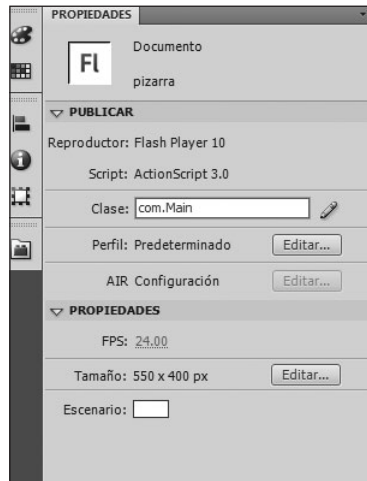 PROPIEDADES
Fl
Documento
pizarra
PUBLICAR
Reproductor: Flash Player 10
Script: ActionScript 3.0
Clase: com.Main
Perfil: Predeterminado Editar...
AIR Configuración Editar...
PROPIEDADES
FPS: 24.00
Tamaño: 550 x 400 px Editar...
Escenario: